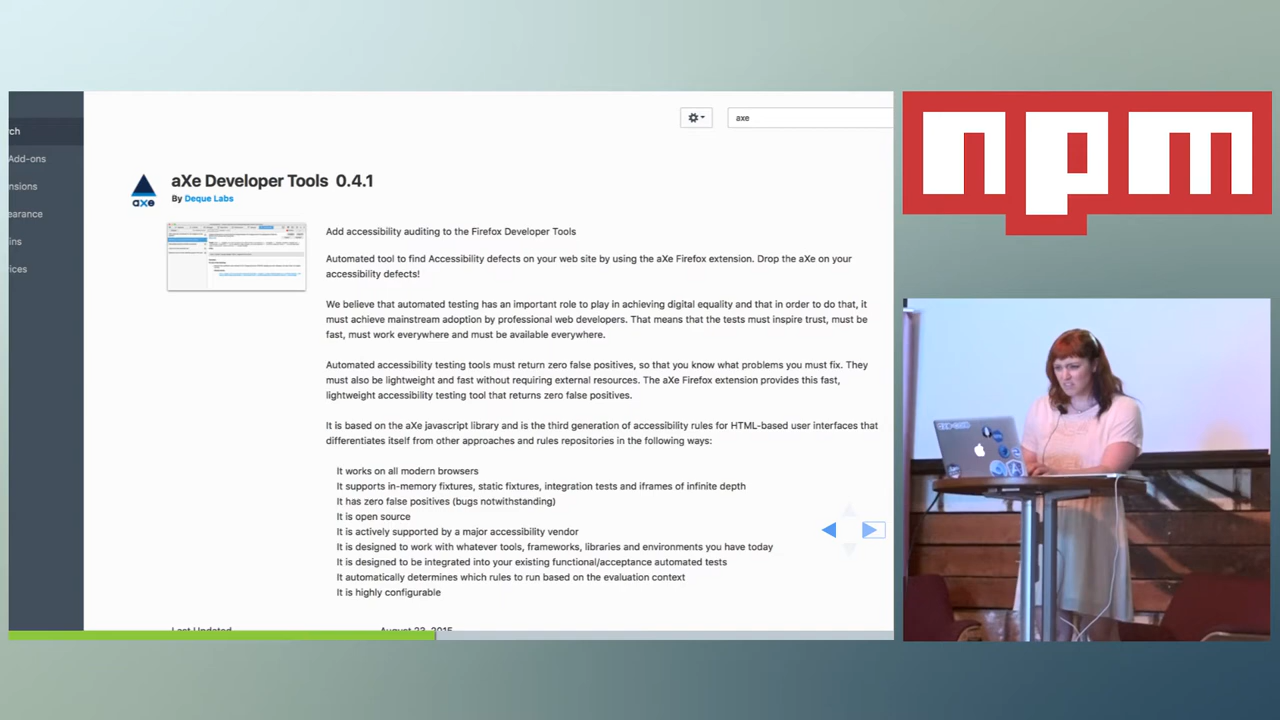 rch
Add-ons
nsions
earance
ins
ices
axe
aXe Developer Tools 0.4.1
By Deque Labs
axe
Add accessibility auditing to the Firefox Developer Tools
Automated tool to find Accessibility defects on your web site by using the aXe Firefox extension. Drop the aXe on your
accessibility defects!
We believe that automated testing has an important role to play in achieving digital equality and that in order to do that, it
must achieve mainstream adoption by professional web developers. That means that the tests must inspire trust, must be
fast, must work everywhere and must be available everywhere.
Automated accessibility testing tools must return zero false positives, so that you know what problems you must fix. They
must also be lightweight and fast without requiring external resources. The aXe Firefox extension provides this fast,
lightweight accessibility testing tool that returns zero false positives.
It is based on the aXe javascript library and is the third generation of accessibility rules for HTML-based user interfaces that
differentiates itself from other approaches and rules repositories in the following ways:
It works on all modern browsers
It supports in-memory fixtures, static fixtures, integration tests and iframes of infinite depth
It has zero false positives (bugs notwithstanding)
It is open source
It is actively supported by a major accessibility vendor
It is designed to work with whatever tools, frameworks, libraries and environments you have today
It is designed to be integrated into your existing functional/acceptance automated tests
It automatically determines which rules to run based on the evaluation context
It is highly configurable
Last Updated August 23, 2015
npm